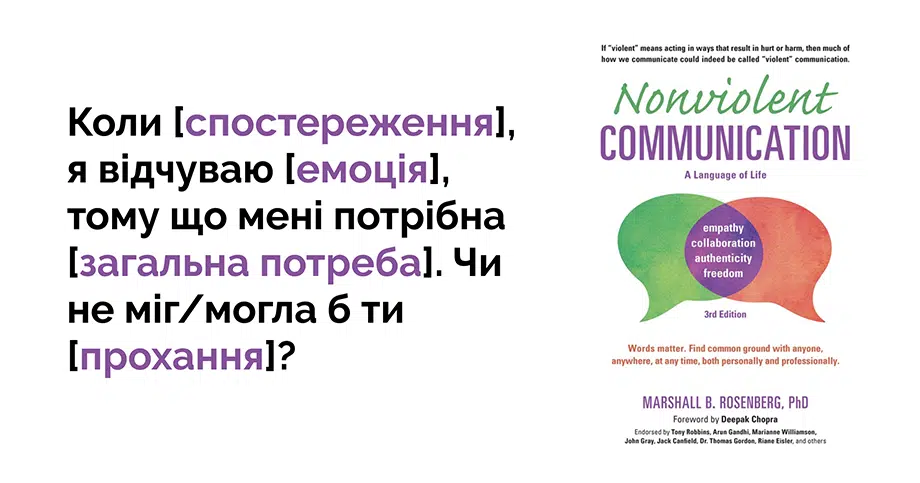 Коли [спостереження],
я відчуваю [емоція],
тому що мені потрібна
[загальна потреба]. Чи
не міг/могла б ти
[прохання]?
If "violent" means acting in ways that result in hurt or harm, then much of
how we communicate could indeed be called "violent" communication.
Nonviolent
COMMUNICATION
A Language of Life
empathy
collaboration
authenticity
freedom
3rd Edition
Words matter. Find common ground with anyone,
anywhere, at any time, both personally and professionally.
MARSHALL B. ROSENBERG, PhD
Foreword by Deepak Chopra
Endorsed by Tony Robbins, Arun Gandhi, Marianne Williamson,
John Gray, Jack Canfield, Dr. Thomas Gordon, Riane Eisler, and others